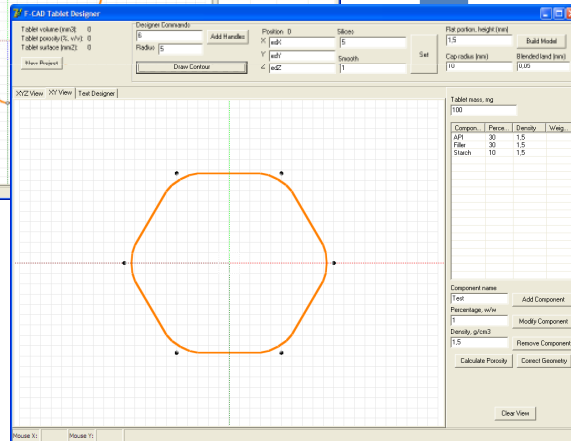 F-CAD Tablet Designer
Tablet volume (mm3): 0
Tablet porosity (%, v/v): 0
Tablet surface (mm2): 0
New Project
Designer Commands
6
Add Handles
Radius 5
Draw Contour
Position 0
X edX
Y edY
Z edZ
Slices
5
Smooth
1
Set
Flat portion, height (mm)
1,5
Build Model
Cap radius (mm)
10
Blended land (mm)
0,05
XYZ View XY View Test Designer
Tablet mass, mg
100
Compon... Perce... Density Weig...
API 30 1,5
Filler 30 1,5
Starch 10 1,5
Component name
Test
Add Component
Percentage, w/w
1
Modify Component
Density, g/cm3
1,5
Remove Component
Calculate Porosity Correct Geometry
Clear View
Mouse X: Mouse Y: